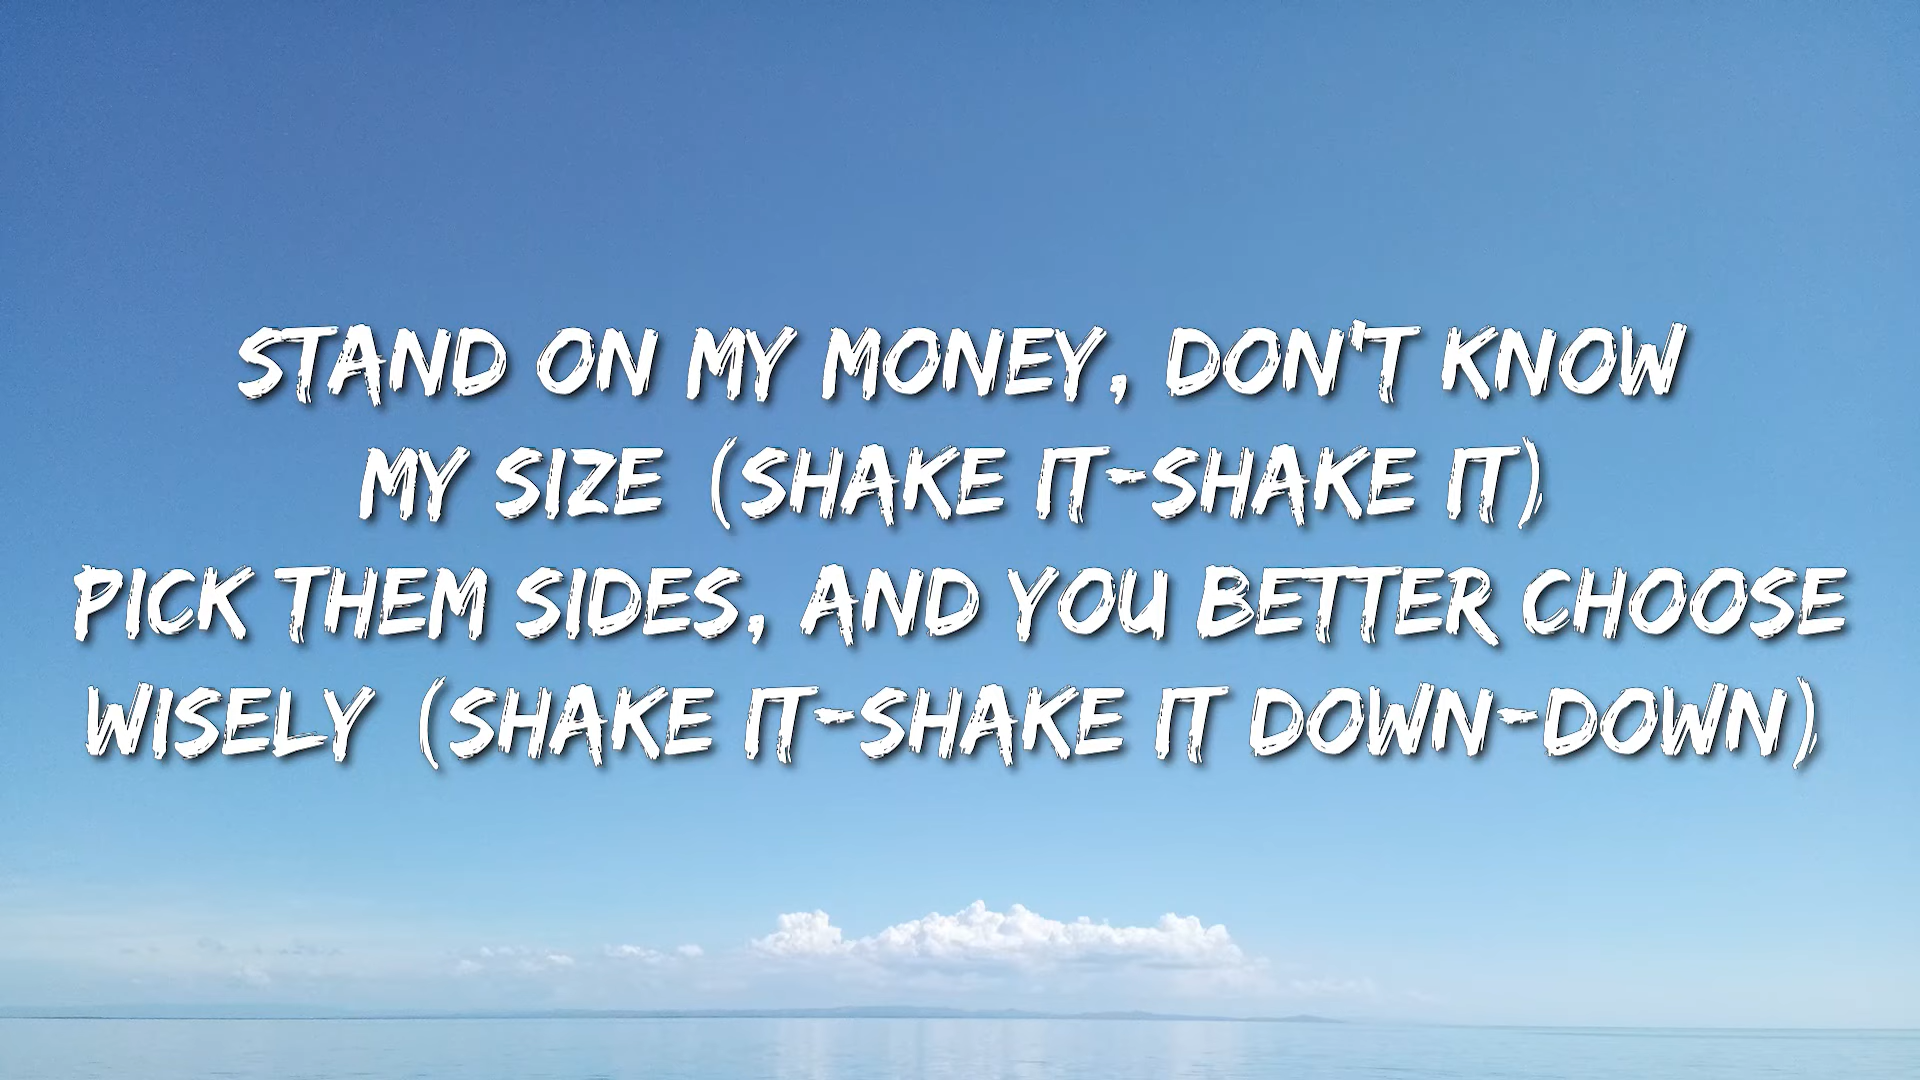 STAND ON MY MONEY, DON'T KNOW
MY SIZE (SHAKE IT-SHAKE IT)
PICK THEM SIDES, AND YOU BETTER CHOOSE
WISELY (SHAKE IT-SHAKE IT DOWN-DOWN)